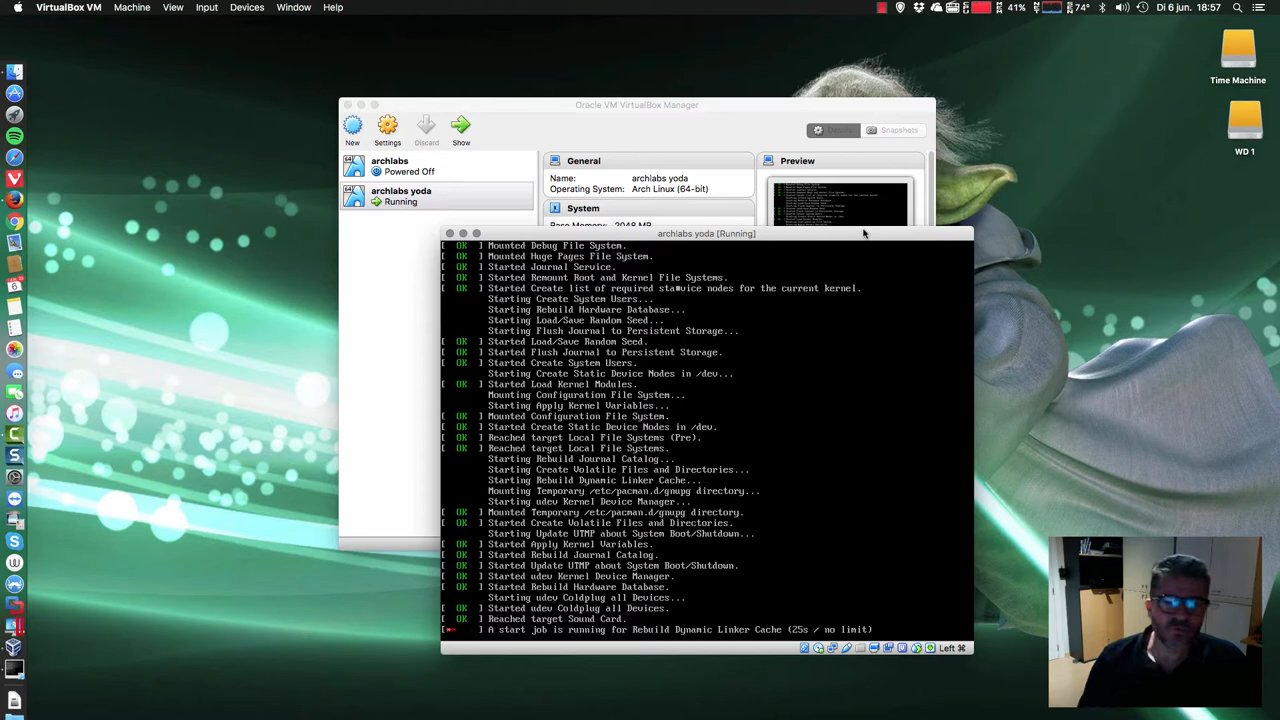 VirtualBox VM Machine View Input Devices Window Help
41% 74° Di 6 jun. 18:57
Time Machine
WD 1
Oracle VM VirtualBox Manager
New Settings Discard Show
Details Snapshots
archlabs
Powered Off
archlabs yoda
Running
General
Name: archlabs yoda
Operating System: Arch Linux (64-bit)
System
Base Memory: 2048 MB
Preview
archlabs yoda [Running]
[ OK ] Mounted Debug File System.
[ OK ] Mounted Huge Pages File System.
[ OK ] Started Journal Service.
[ OK ] Started Remount Root and Kernel File Systems.
[ OK ] Started Create list of required sta■vice nodes for the current kernel.
Starting Create System Users...
Starting Rebuild Hardware Database...
Starting Load/Save Random Seed...
Starting Flush Journal to Persistent Storage...
[ OK ] Started Load/Save Random Seed.
[ OK ] Started Flush Journal to Persistent Storage.
[ OK ] Started Create System Users.
Starting Create Static Device Nodes in /dev...
[ OK ] Started Load Kernel Modules.
Mounting Configuration File System...
Starting Apply Kernel Variables...
[ OK ] Mounted Configuration File System.
[ OK ] Started Create Static Device Nodes in /dev.
[ OK ] Reached target Local File Systems (Pre).
[ OK ] Reached target Local File Systems.
Starting Rebuild Journal Catalog...
Starting Create Volatile Files and Directories...
Starting Rebuild Dynamic Linker Cache...
Mounting Temporary /etc/pacman.d/gnupg directory...
Starting udev Kernel Device Manager...
[ OK ] Mounted Temporary /etc/pacman.d/gnupg directory.
[ OK ] Started Create Volatile Files and Directories.
Starting Update UTMP about System Boot/Shutdown...
[ OK ] Started Apply Kernel Variables.
[ OK ] Started Rebuild Journal Catalog.
[ OK ] Started Update UTMP about System Boot/Shutdown.
[ OK ] Started udev Kernel Device Manager.
[ OK ] Started Rebuild Hardware Database.
Starting udev Coldplug all Devices...
[ OK ] Started udev Coldplug all Devices.
[ OK ] Reached target Sound Card.
[** ] A start job is running for Rebuild Dynamic Linker Cache (25s / no limit)
Left ⌘